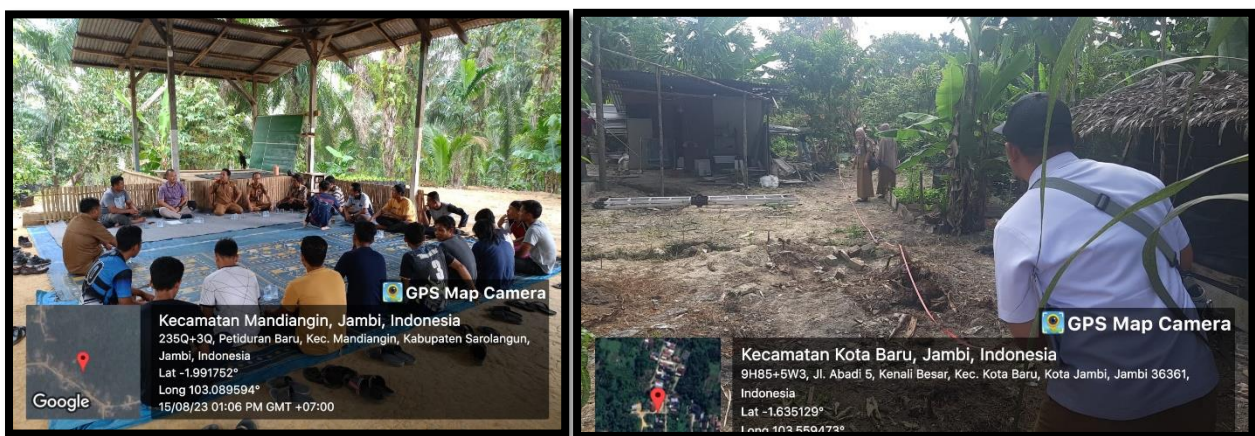 GPS Map Camera
Kecamatan Mandiangin, Jambi, Indonesia
235Q+3Q, Petiduran Baru, Kec. Mandiangin, Kabupaten Sarolangun,
Jambi, Indonesia
Lat -1.991752°
Long 103.089594°
15/08/23 01:06 PM GMT +07:00
Google
GPS Map Camera
Kecamatan Kota Baru, Jambi, Indonesia
9H85+5W3, Jl. Abadi 5, Kenali Besar, Kec. Kota Baru, Kota Jambi, Jambi 36361,
Indonesia
Lat -1.635129°
Long 103.559473°